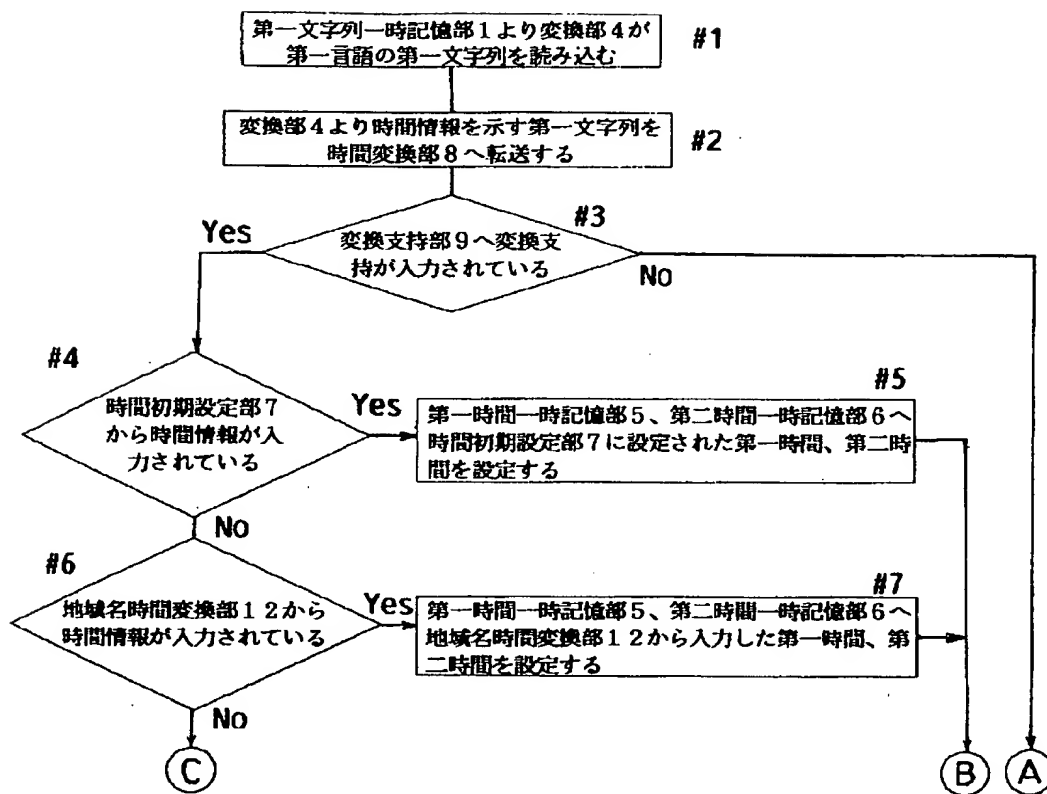 第一文字列一時記憶部1より変換部4が
第一言語の第一文字列を読み込む
#1
変換部4より時間情報を示す第一文字列を
時間変換部8へ転送する
#2
#3
Yes
変換支持部9へ変換支
持が入力されている
No
#4
時間初期設定部7
から時間情報が入
力されている
Yes
#5
第一時間一時記憶部5、第二時間一時記憶部6へ
時間初期設定部7に設定された第一時間、第二時
間を設定する
No
#6
地域名時間変換部12から
時間情報が入力されている
Yes
#7
第一時間一時記憶部5、第二時間一時記憶部6へ
地域名時間変換部12から入力した第一時間、第
二時間を設定する
No
C
B
A